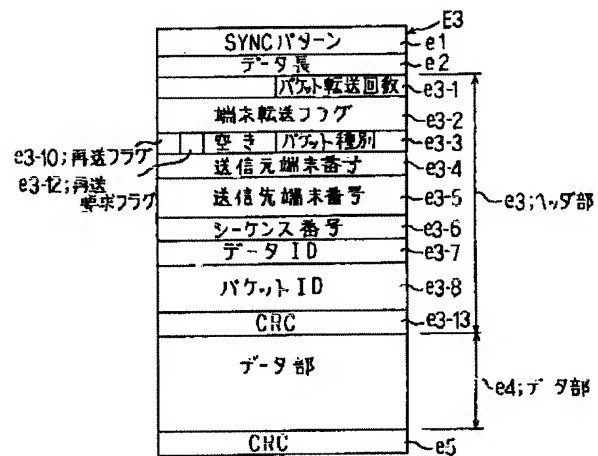 E3
SYNCパターン e1
データ長 e2
パケット転送回数 e3-1
端末転送フラグ e3-2
空き パケット種別 e3-3
e3-10;再送フラグ
e3-12;再送
要求フラグ
送信元端末番号 e3-4
送信先端末番号 e3-5
シーケンス番号 e3-6
データID e3-7
パケットID e3-8
CRC e3-13
e3;ヘッダ部
データ部
e4;データ部
CRC e5